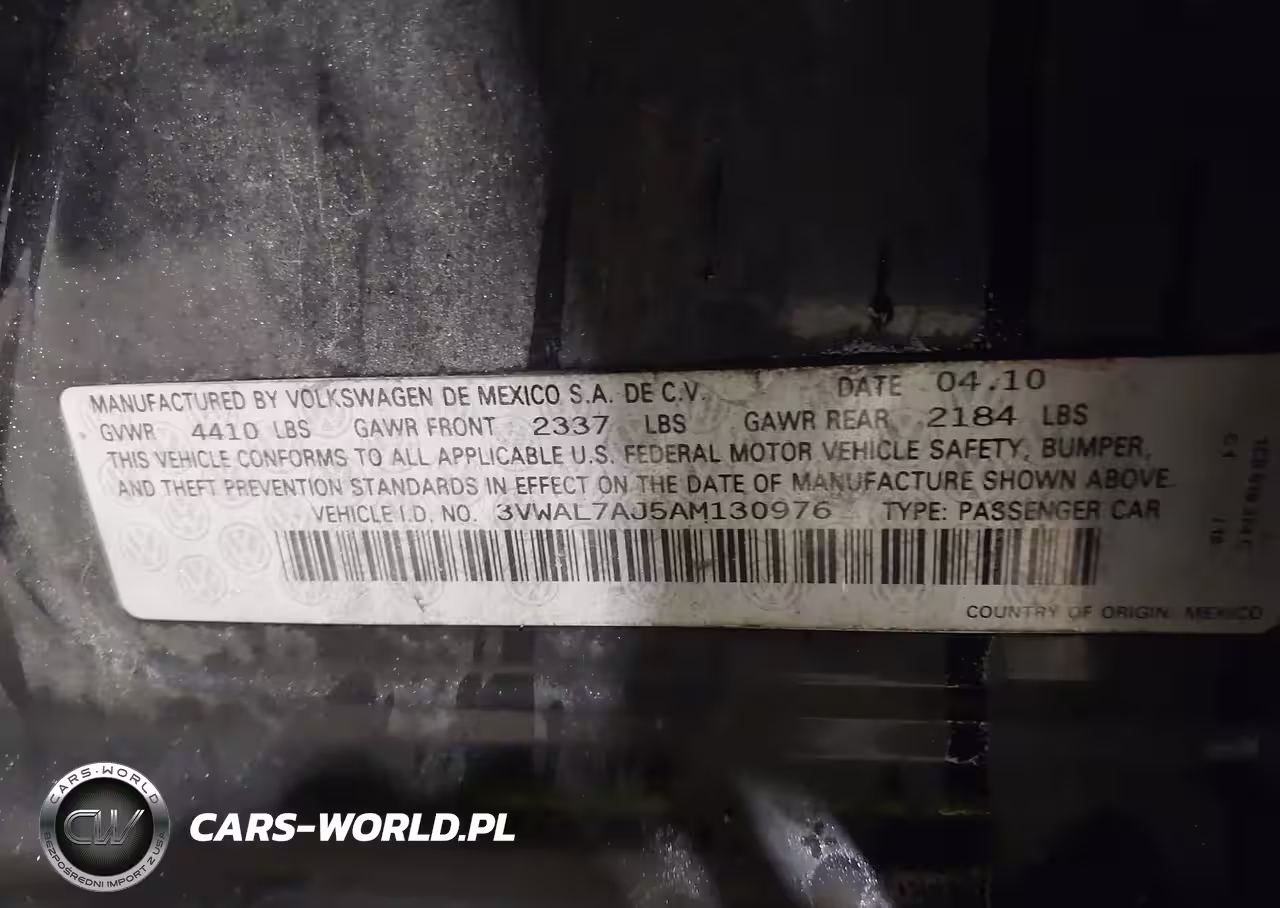 MANUFACTURED BY VOLKSWAGEN DE MEXICO S.A. DE C.V. DATE 04.10
GVWR 4410 LBS GAWR FRONT 2337 LBS GAWR REAR 2184 LBS
THIS VEHICLE CONFORMS TO ALL APPLICABLE U.S. FEDERAL MOTOR VEHICLE SAFETY, BUMPER,
AND THEFT PREVENTION STANDARDS IN EFFECT ON THE DATE OF MANUFACTURE SHOWN ABOVE.
VEHICLE I.D. NO. 3VWAL7AJ5AM130976 TYPE: PASSENGER CAR
COUNTRY OF ORIGIN: MEXICO
CARS-WORLD
CW
BEZPOŚREDNI IMPORT Z USA
CARS-WORLD.PL